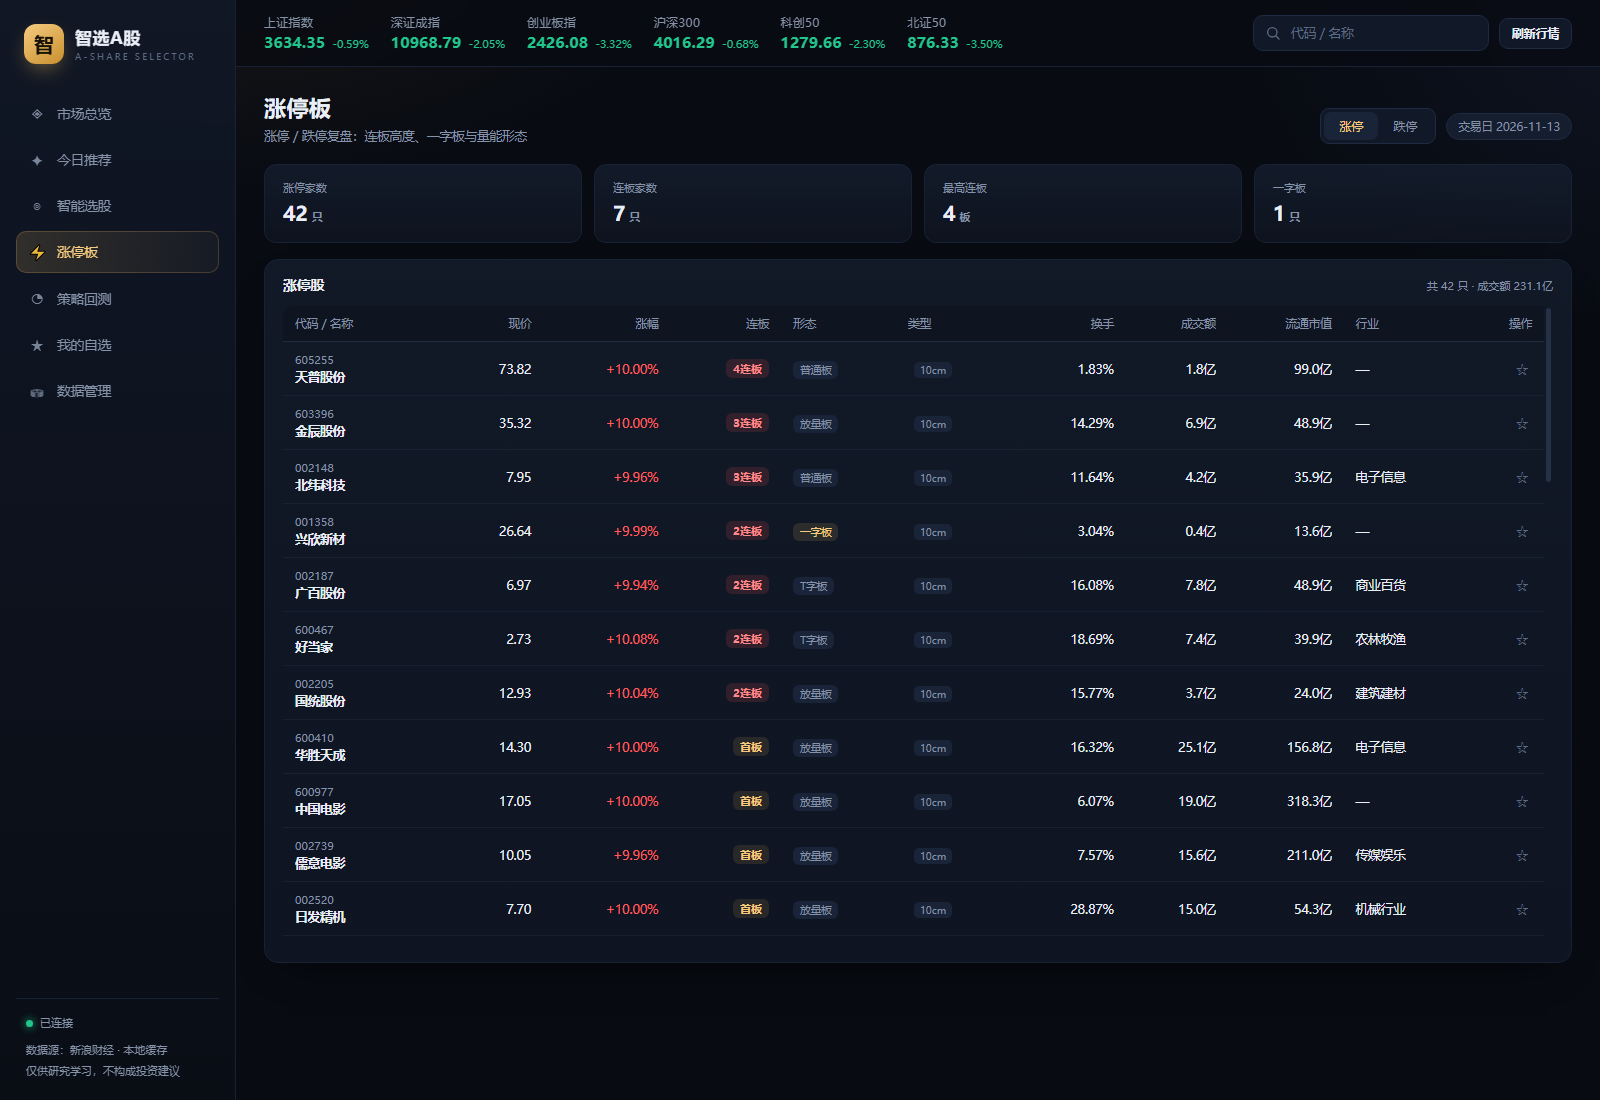 智
智选A股
A-SHARE SELECTOR
市场总览
今日推荐
智能选股
涨停板
策略回测
我的自选
数据管理
已连接
数据源：新浪财经 · 本地缓存
仅供研究学习，不构成投资建议
上证指数 深证成指 创业板指 沪深300 科创50 北证50
3634.35 -0.59% 10968.79 -2.05% 2426.08 -3.32% 4016.29 -0.68% 1279.66 -2.30% 876.33 -3.50%
代码 / 名称
刷新行情
涨停板
涨停 / 跌停复盘：连板高度、一字板与量能形态
涨停 跌停 交易日 2026-11-13
涨停家数 连板家数 最高连板 一字板
42 只 7 只 4 板 1 只
涨停股 共 42 只 · 成交额 231.1亿
代码 / 名称 现价 涨幅 连板 形态 类型 换手 成交额 流通市值 行业 操作
605255
天普股份 73.82 +10.00% 4连板 普通板 10cm 1.83% 1.8亿 99.0亿 — ☆
603396
金辰股份 35.32 +10.00% 3连板 放量板 10cm 14.29% 6.9亿 48.9亿 — ☆
002148
北纬科技 7.95 +9.96% 3连板 普通板 10cm 11.64% 4.2亿 35.9亿 电子信息 ☆
001358
兴欣新材 26.64 +9.99% 2连板 一字板 10cm 3.04% 0.4亿 13.6亿 — ☆
002187
广百股份 6.97 +9.94% 2连板 T字板 10cm 16.08% 7.8亿 48.9亿 商业百货 ☆
600467
好当家 2.73 +10.08% 2连板 T字板 10cm 18.69% 7.4亿 39.9亿 农林牧渔 ☆
002205
国统股份 12.93 +10.04% 2连板 放量板 10cm 15.77% 3.7亿 24.0亿 建筑建材 ☆
600410
华胜天成 14.30 +10.00% 首板 放量板 10cm 16.32% 25.1亿 156.8亿 电子信息 ☆
600977
中国电影 17.05 +10.00% 首板 放量板 10cm 6.07% 19.0亿 318.3亿 — ☆
002739
儒意电影 10.05 +9.96% 首板 放量板 10cm 7.57% 15.6亿 211.0亿 传媒娱乐 ☆
002520
日发精机 7.70 +10.00% 首板 放量板 10cm 28.87% 15.0亿 54.3亿 机械行业 ☆